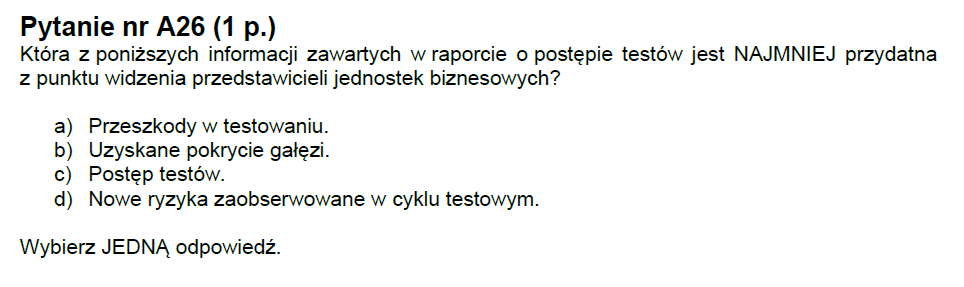 Pytanie nr A26 (1 p.)
Która z poniższych informacji zawartych w raporcie o postępie testów jest NAJMNIEJ przydatna
z punktu widzenia przedstawicieli jednostek biznesowych?
a) Przeszkody w testowaniu.
b) Uzyskane pokrycie gałęzi.
c) Postęp testów.
d) Nowe ryzyka zaobserwowane w cyklu testowym.
Wybierz JEDNĄ odpowiedź.